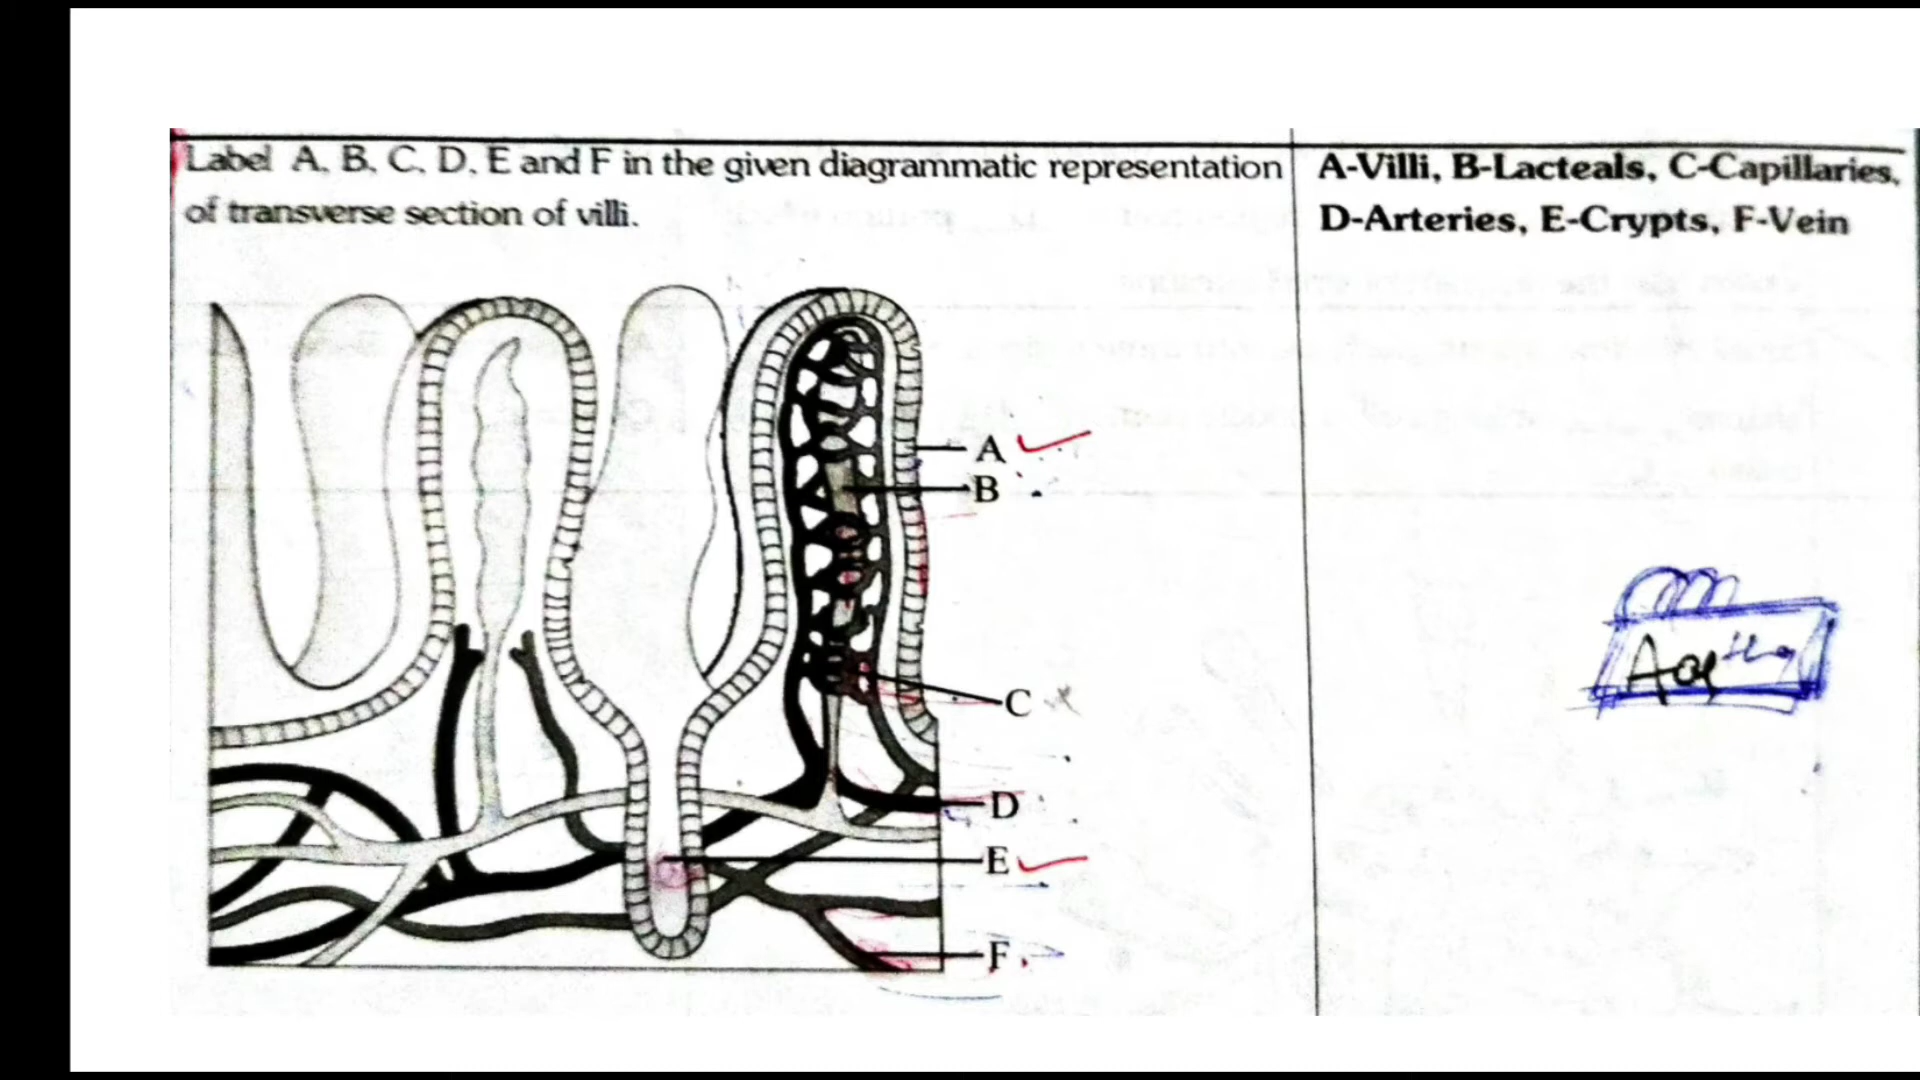 Label A, B, C, D, E and F in the given diagrammatic representation
of transverse section of villi.
A-Villi, B-Lacteals, C-Capillaries,
D-Arteries, E-Crypts, F-Vein
A
B
C
D
E
F